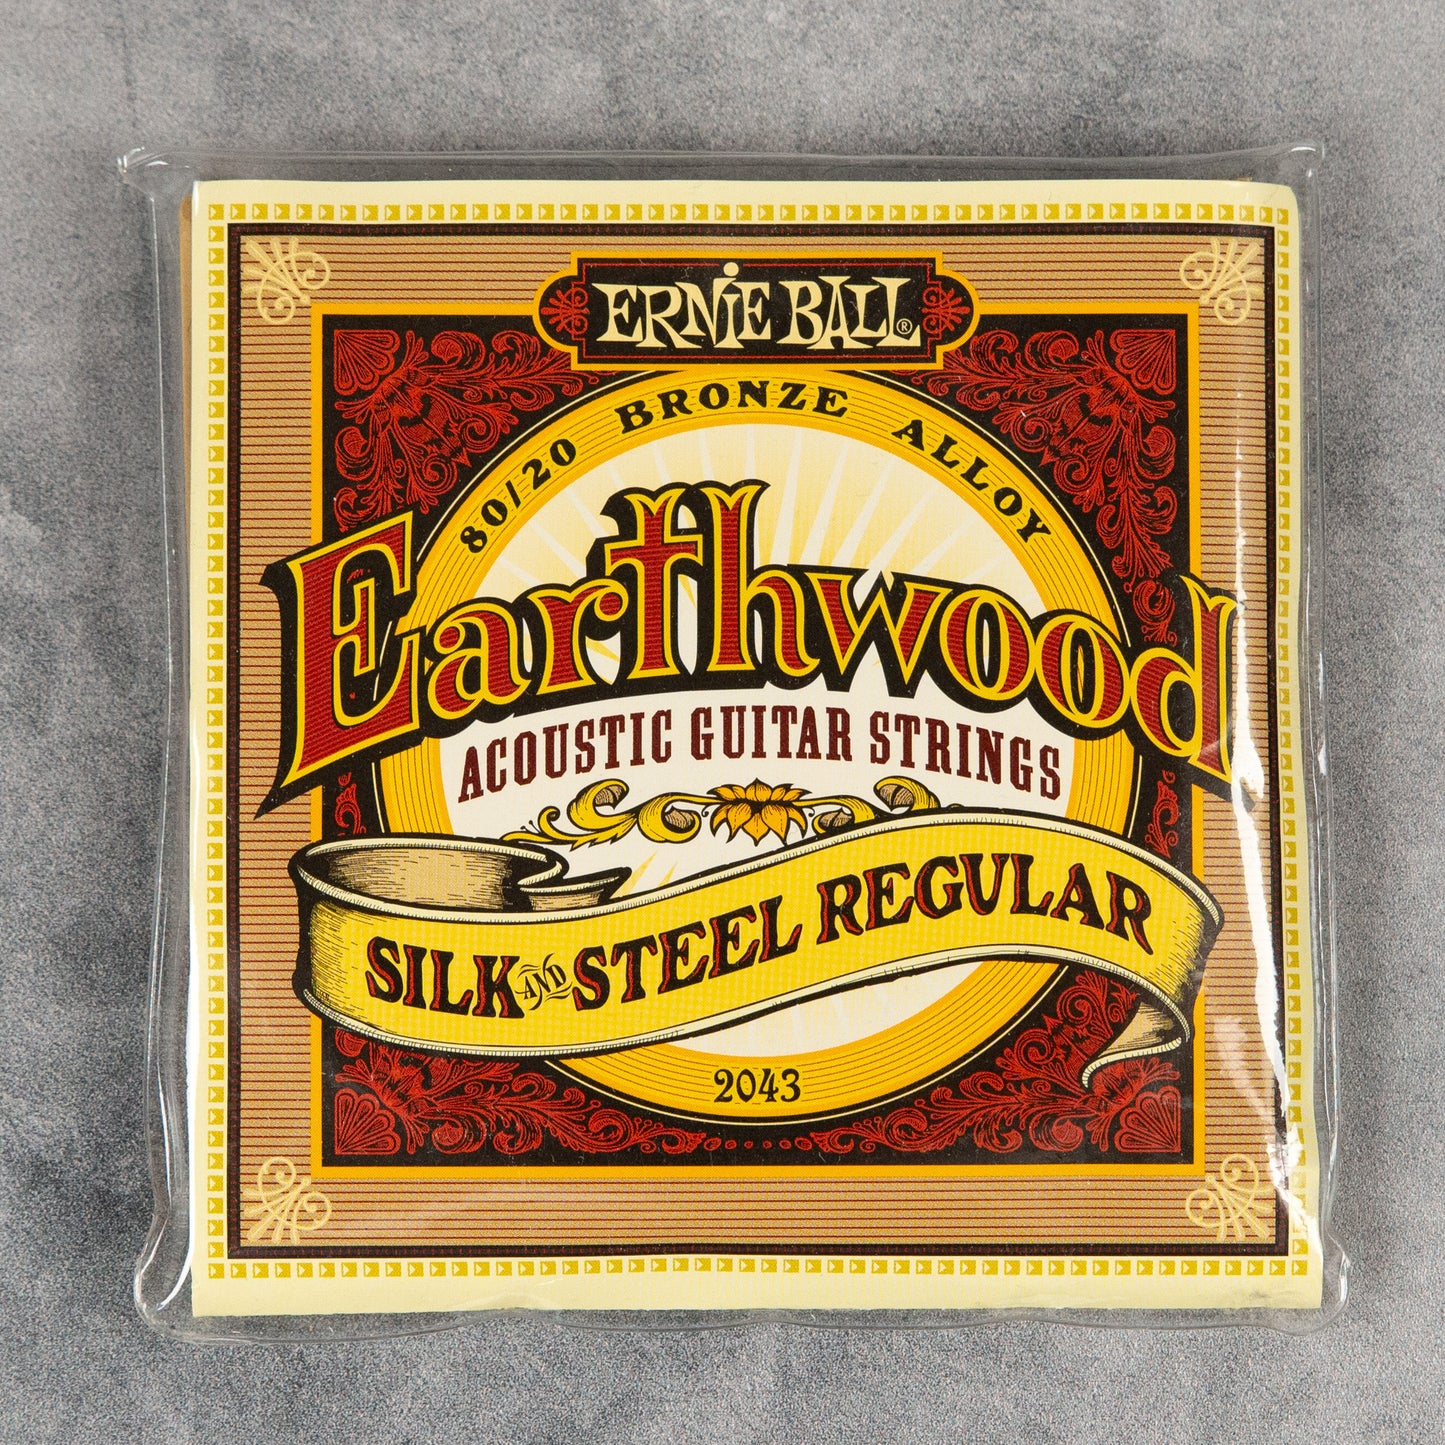 ERNIE BALL®
80/20 BRONZE ALLOY
Earthwood
ACOUSTIC GUITAR STRINGS
SILK AND STEEL REGULAR
2043